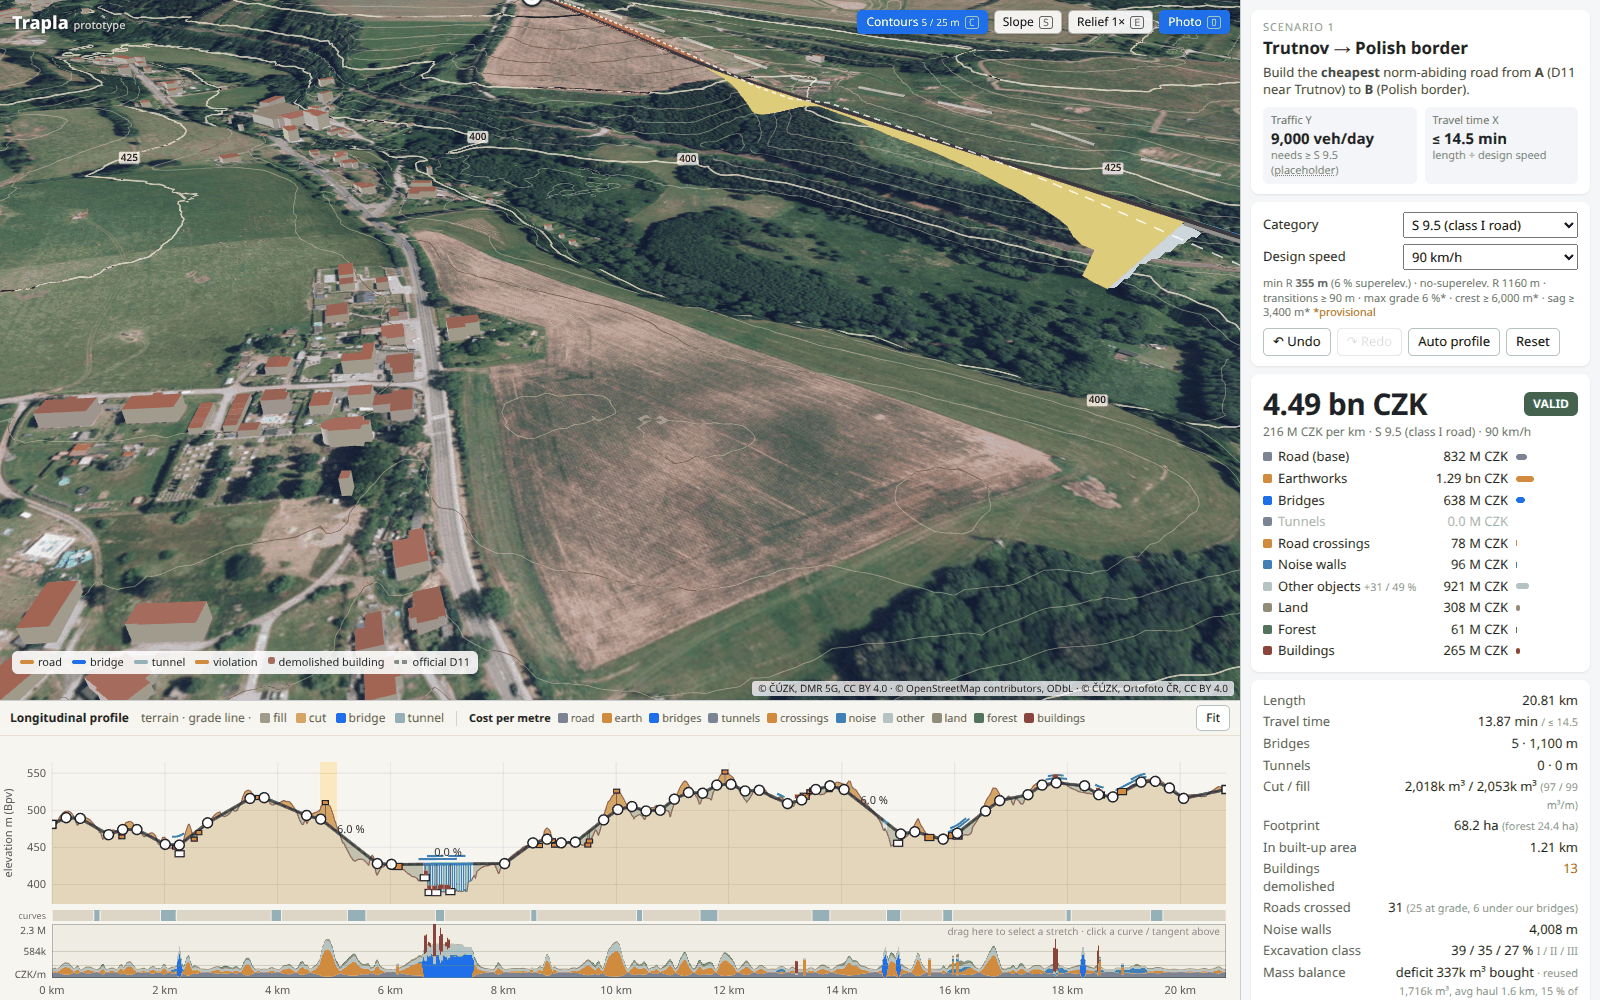 Trapla prototype
Contours 5 / 25 m C
Slope S
Relief 1× E
Photo O
400
425
400
425
400
road
bridge
tunnel
violation
demolished building
official D11
© ČÚZK, DMR 5G, CC BY 4.0 · © OpenStreetMap contributors, ODbL · © ČÚZK, Ortofoto ČR, CC BY 4.0
Longitudinal profile terrain · grade line · fill cut bridge tunnel Cost per metre road earth bridges tunnels crossings noise other land forest buildings
Fit
elevation m (Bpv)
550
500
450
400
6.0 %
0.0 %
6.0 %
curves
2.3 M
584k
CZK/m
drag here to select a stretch · click a curve / tangent above
0 km 2 km 4 km 6 km 8 km 10 km 12 km 14 km 16 km 18 km 20 km
SCENARIO 1
Trutnov → Polish border
Build the cheapest norm-abiding road from A (D11
near Trutnov) to B (Polish border).
Traffic Y
9,000 veh/day
needs ≥ S 9.5
(placeholder)
Travel time X
≤ 14.5 min
length ÷ design speed
Category S 9.5 (class I road)
Design speed 90 km/h
min R 355 m (6 % superelev.) · no-superelev. R 1160 m ·
transitions ≥ 90 m · max grade 6 %* · crest ≥ 6,000 m* · sag ≥
3,400 m* *provisional
↶ Undo
↷ Redo
Auto profile
Reset
4.49 bn CZK VALID
216 M CZK per km · S 9.5 (class I road) · 90 km/h
Road (base) 832 M CZK
Earthworks 1.29 bn CZK
Bridges 638 M CZK
Tunnels 0.0 M CZK
Road crossings 78 M CZK
Noise walls 96 M CZK
Other objects +31 / 49 % 921 M CZK
Land 308 M CZK
Forest 61 M CZK
Buildings 265 M CZK
Length 20.81 km
Travel time 13.87 min / ≤ 14.5
Bridges 5 · 1,100 m
Tunnels 0 · 0 m
Cut / fill 2,018k m³ / 2,053k m³ (97 / 99
m³/m)
Footprint 68.2 ha (forest 24.4 ha)
In built-up area 1.21 km
Buildings 13
demolished
Roads crossed 31 (25 at grade, 6 under our bridges)
Noise walls 4,008 m
Excavation class 39 / 35 / 27 % I / II / III
Mass balance deficit 337k m³ bought · reused
1,716k m³, avg haul 1.6 km, 15 % of